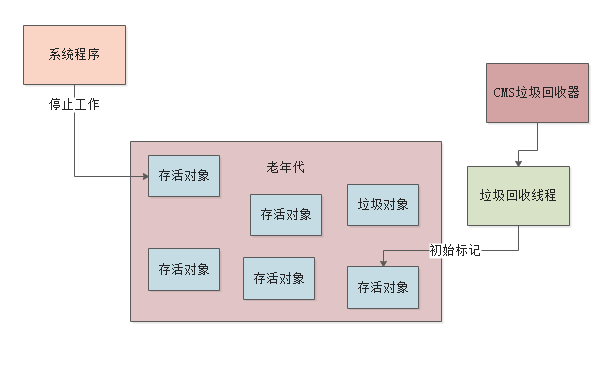 系统程序
停止工作
CMS垃圾回收器
老年代
存活对象
存活对象
垃圾对象
垃圾回收线程
初始标记
存活对象
存活对象
存活对象